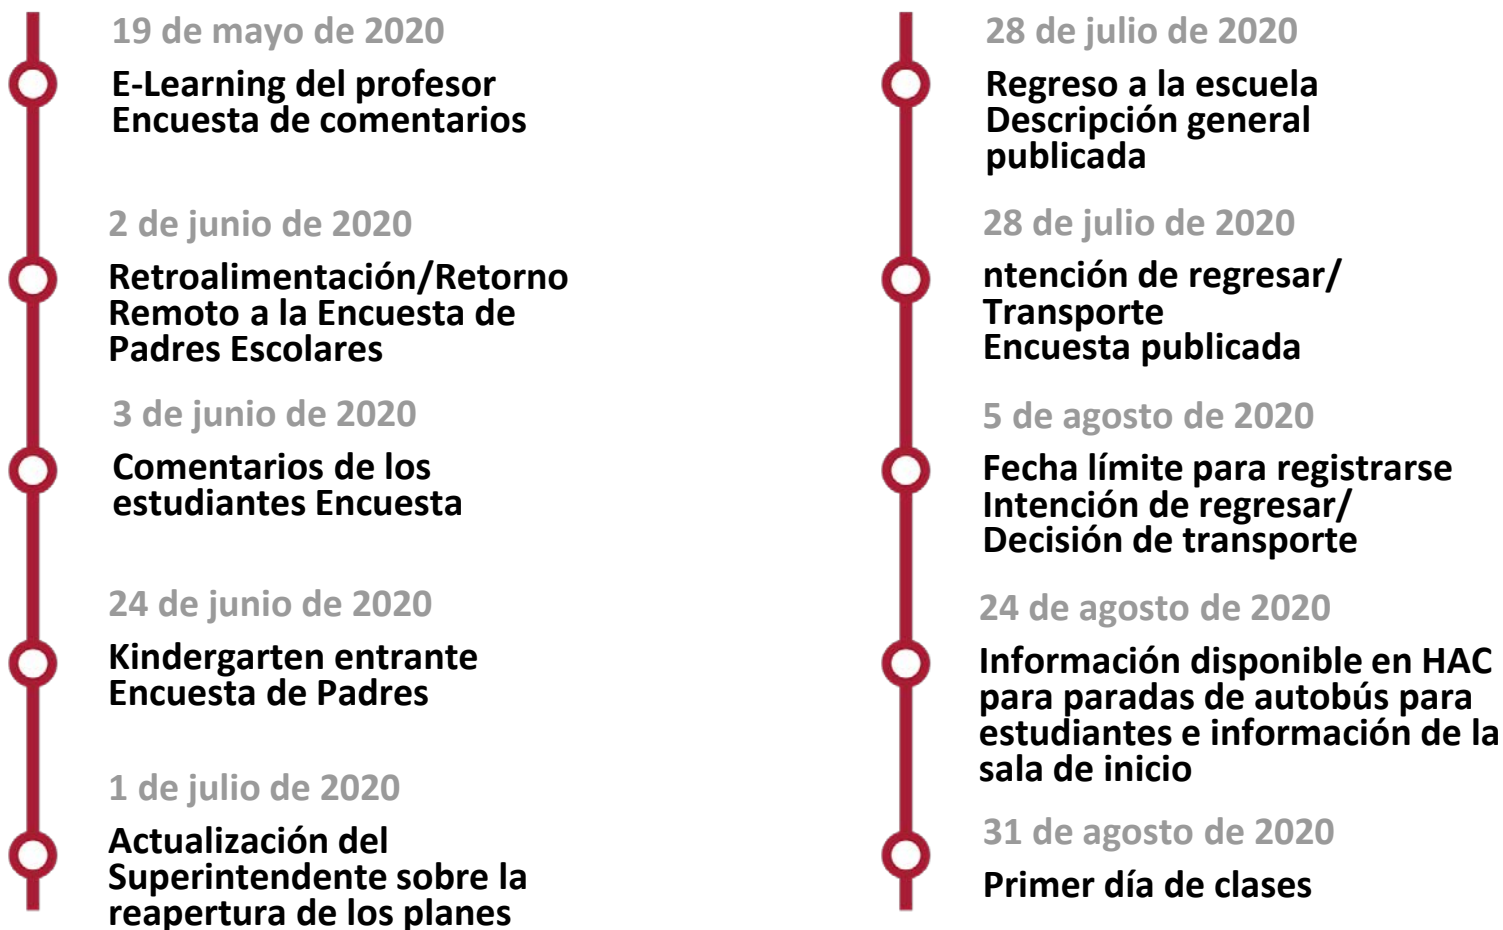 19 de mayo de 2020
E-Learning del profesor
Encuesta de comentarios
2 de junio de 2020
Retroalimentación/Retorno
Remoto a la Encuesta de
Padres Escolares
3 de junio de 2020
Comentarios de los
estudiantes Encuesta
24 de junio de 2020
Kindergarten entrante
Encuesta de Padres
1 de julio de 2020
Actualización del
Superintendente sobre la
reapertura de los planes
28 de julio de 2020
Regreso a la escuela
Descripción general
publicada
28 de julio de 2020
ntención de regresar/
Transporte
Encuesta publicada
5 de agosto de 2020
Fecha límite para registrarse
Intención de regresar/
Decisión de transporte
24 de agosto de 2020
Información disponible en HAC
para paradas de autobús para
estudiantes e información de la
sala de inicio
31 de agosto de 2020
Primer día de clases